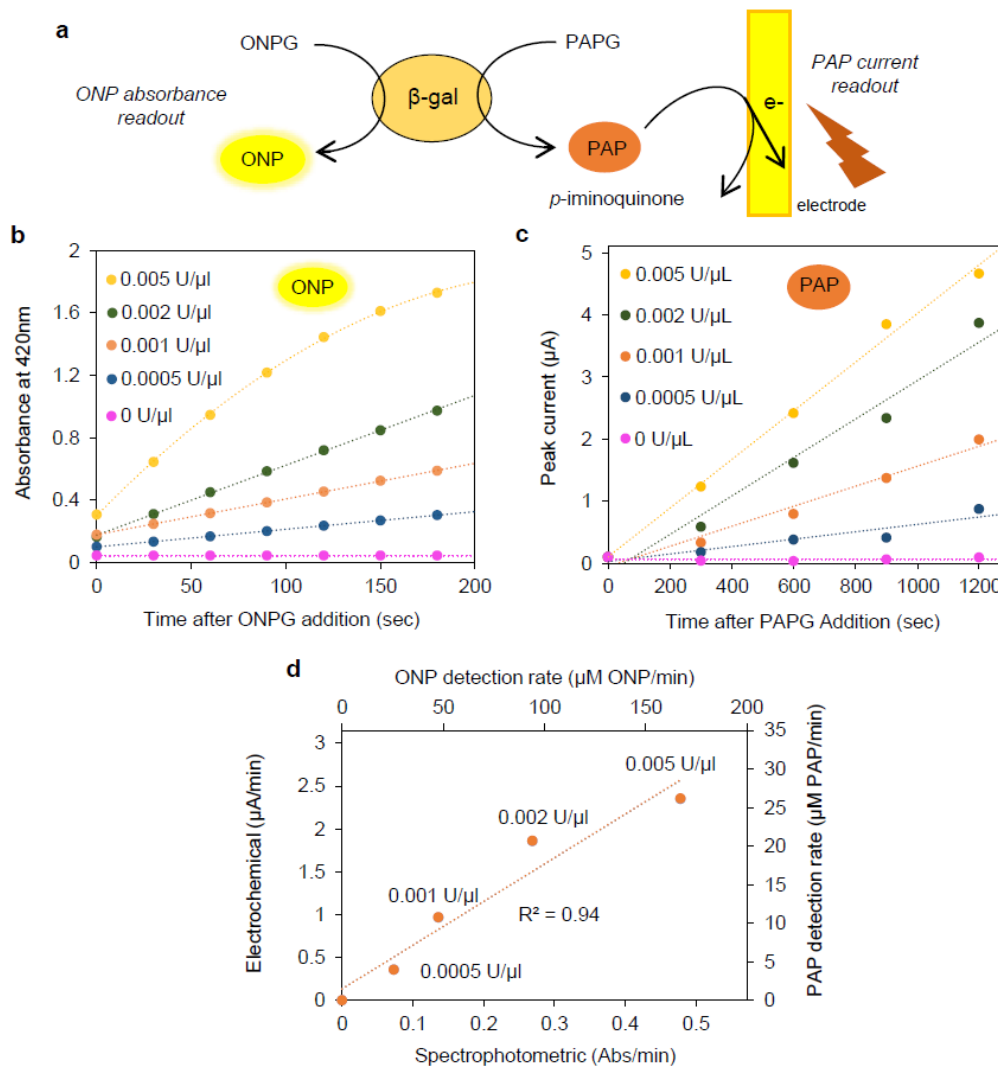 a
ONPG
PAPG
ONP absorbance
readout
β-gal
PAP current
readout
e-
ONP
PAP
p-iminoquinone
electrode
b
2
1.6
1.2
0.8
0.4
0
0.005 U/µl
0.002 U/µl
0.001 U/µl
0.0005 U/µl
0 U/µl
ONP
Absorbance at 420nm
0
50
100
150
200
Time after ONPG addition (sec)
c
5
4
3
2
1
0
0.005 U/µL
0.002 U/µL
0.001 U/µL
0.0005 U/µL
0 U/µL
PAP
Peak current (µA)
0
200
400
600
800
1000
1200
Time after PAPG Addition (sec)
d
ONP detection rate (µM ONP/min)
0
50
100
150
200
3
2.5
2
1.5
1
0.5
0
Electrochemical (µA/min)
0.005 U/µl
0.002 U/µl
0.001 U/µl
R² = 0.94
0.0005 U/µl
35
30
25
20
15
10
5
0
PAP detection rate (µM PAP/min)
0
0.1
0.2
0.3
0.4
0.5
Spectrophotometric (Abs/min)